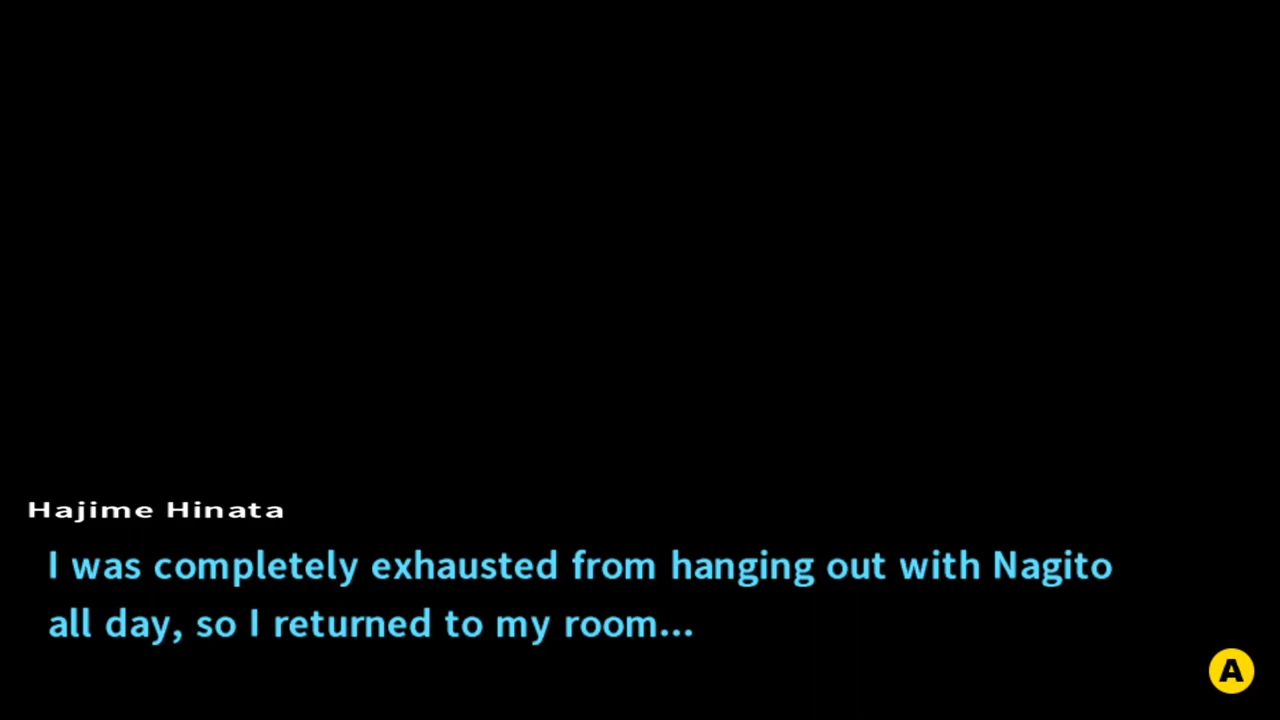 Hajime Hinata
I was completely exhausted from hanging out with Nagito
all day, so I returned to my room...
A